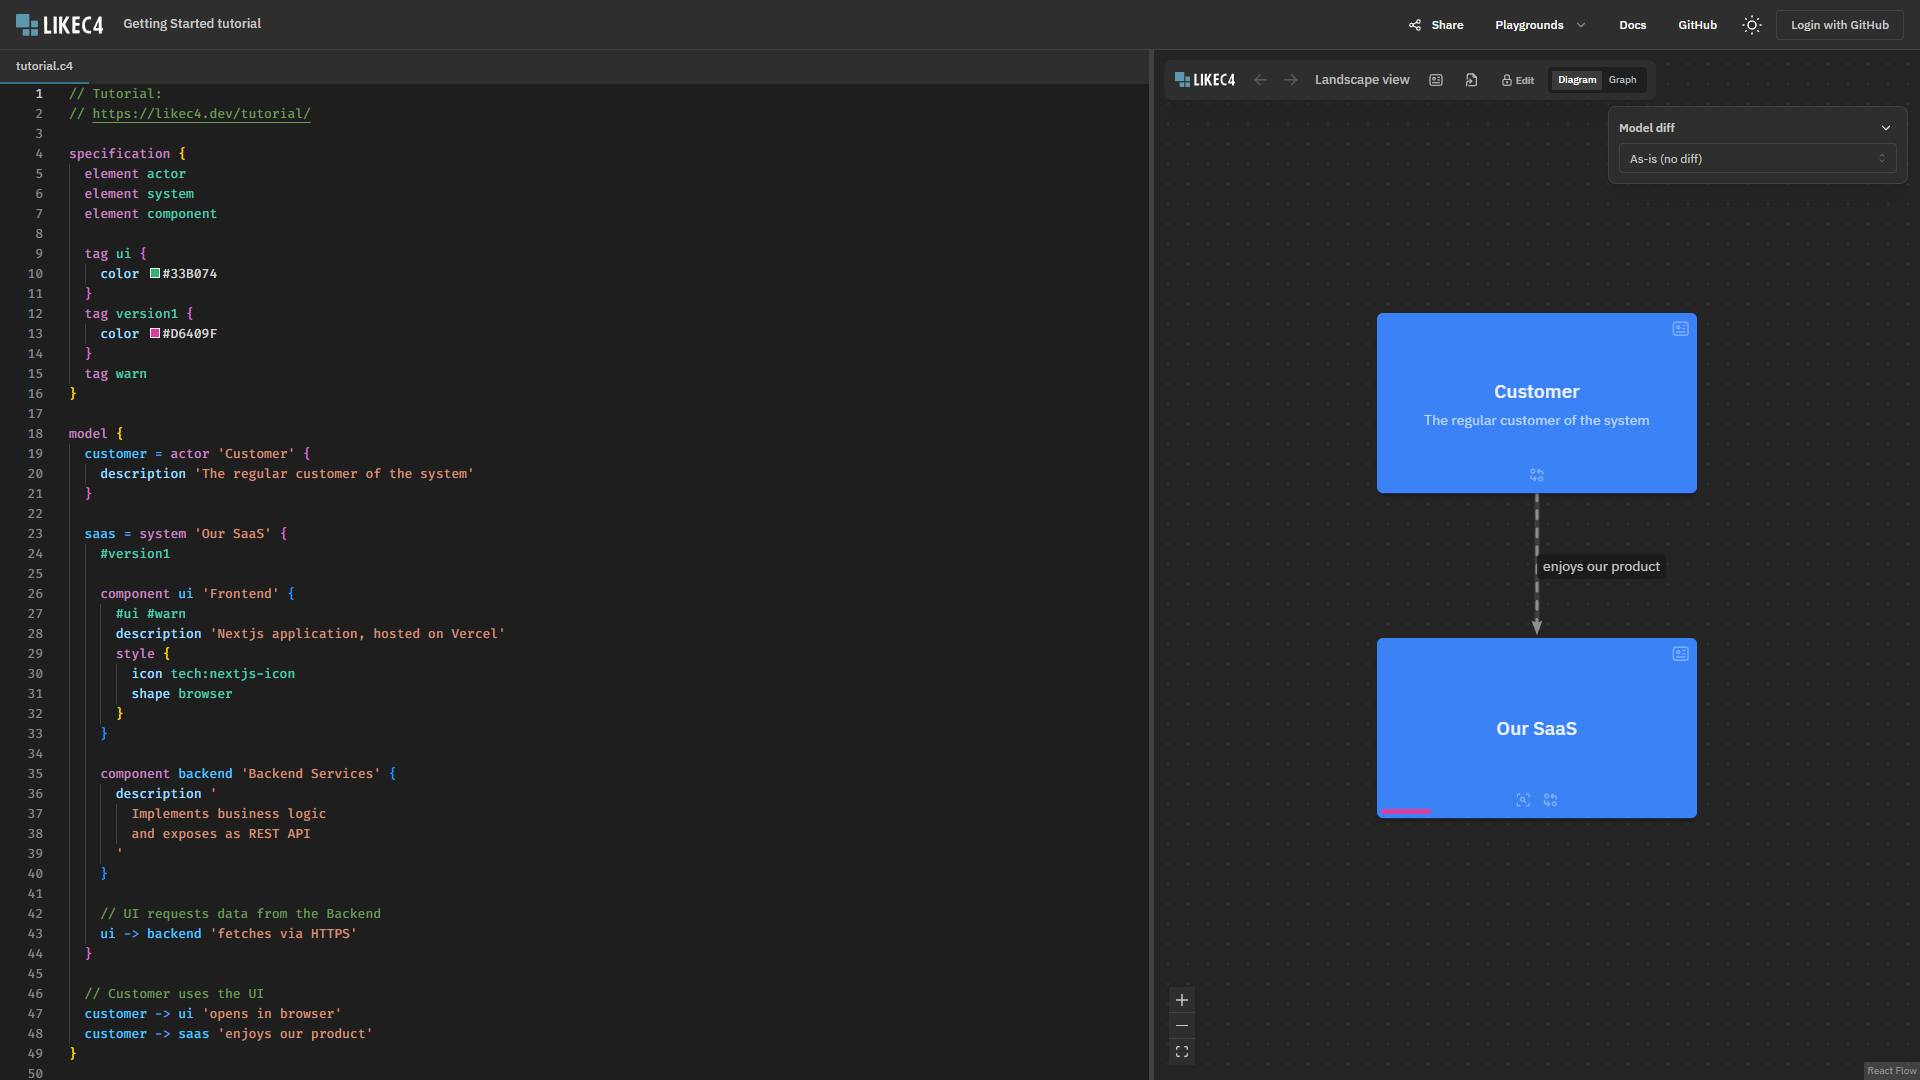 LIKEC4 Getting Started tutorial Share Playgrounds Docs GitHub Login with GitHub
tutorial.c4
1 // Tutorial:
2 // https://likec4.dev/tutorial/
3
4 specification {
5 element actor
6 element system
7 element component
8
9 tag ui {
10 color #33B074
11 }
12 tag version1 {
13 color #D6409F
14 }
15 tag warn
16 }
17
18 model {
19 customer = actor 'Customer' {
20 description 'The regular customer of the system'
21 }
22
23 saas = system 'Our SaaS' {
24 #version1
25
26 component ui 'Frontend' {
27 #ui #warn
28 description 'Nextjs application, hosted on Vercel'
29 style {
30 icon tech:nextjs-icon
31 shape browser
32 }
33 }
34
35 component backend 'Backend Services' {
36 description '
37 Implements business logic
38 and exposes as REST API
39 '
40 }
41
42 // UI requests data from the Backend
43 ui -> backend 'fetches via HTTPS'
44 }
45
46 // Customer uses the UI
47 customer -> ui 'opens in browser'
48 customer -> saas 'enjoys our product'
49 }
50
LIKEC4 Landscape view Edit Diagram Graph
Model diff
As-is (no diff)
Customer
The regular customer of the system
enjoys our product
Our SaaS
React Flow